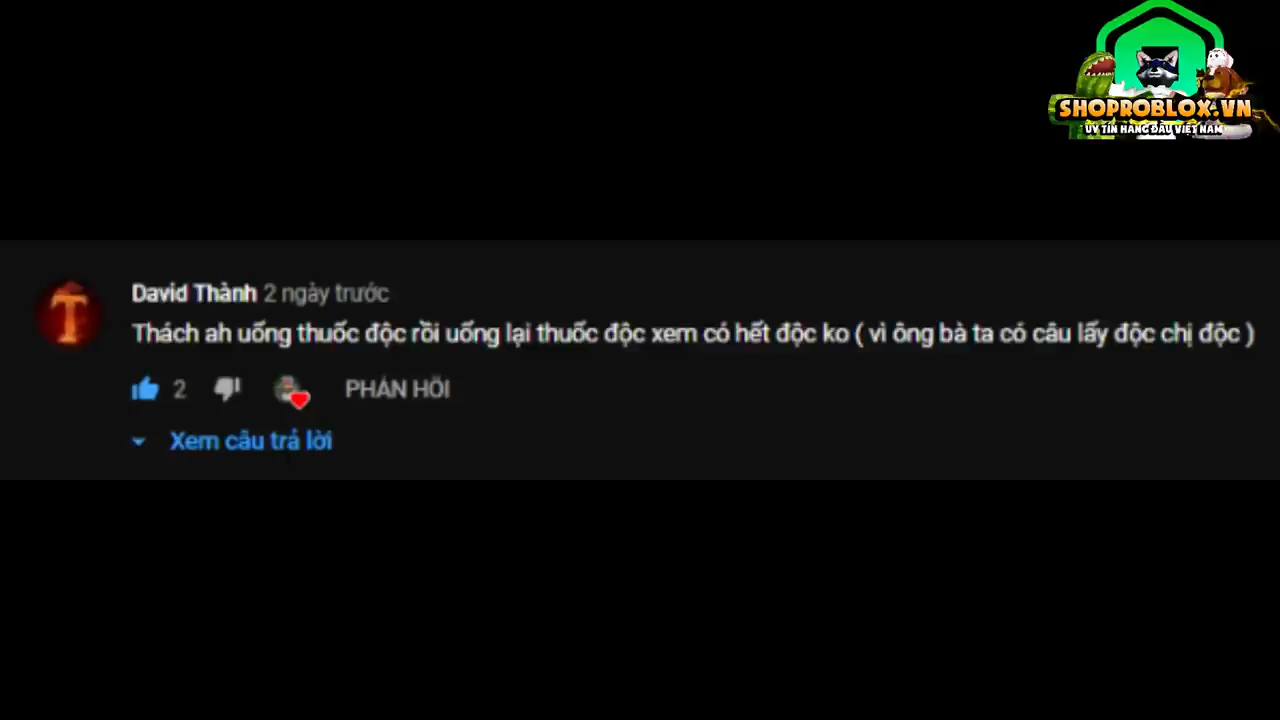 SHOPROBLOX.VN
UY TÍN HÀNG ĐẦU VIỆT NAM
T
David Thành 2 ngày trước
Thách ah uống thuốc độc rồi uống lại thuốc độc xem có hết độc ko ( vì ông bà ta có câu lấy độc chị độc )
2 PHẢN HỒI
Xem câu trả lời